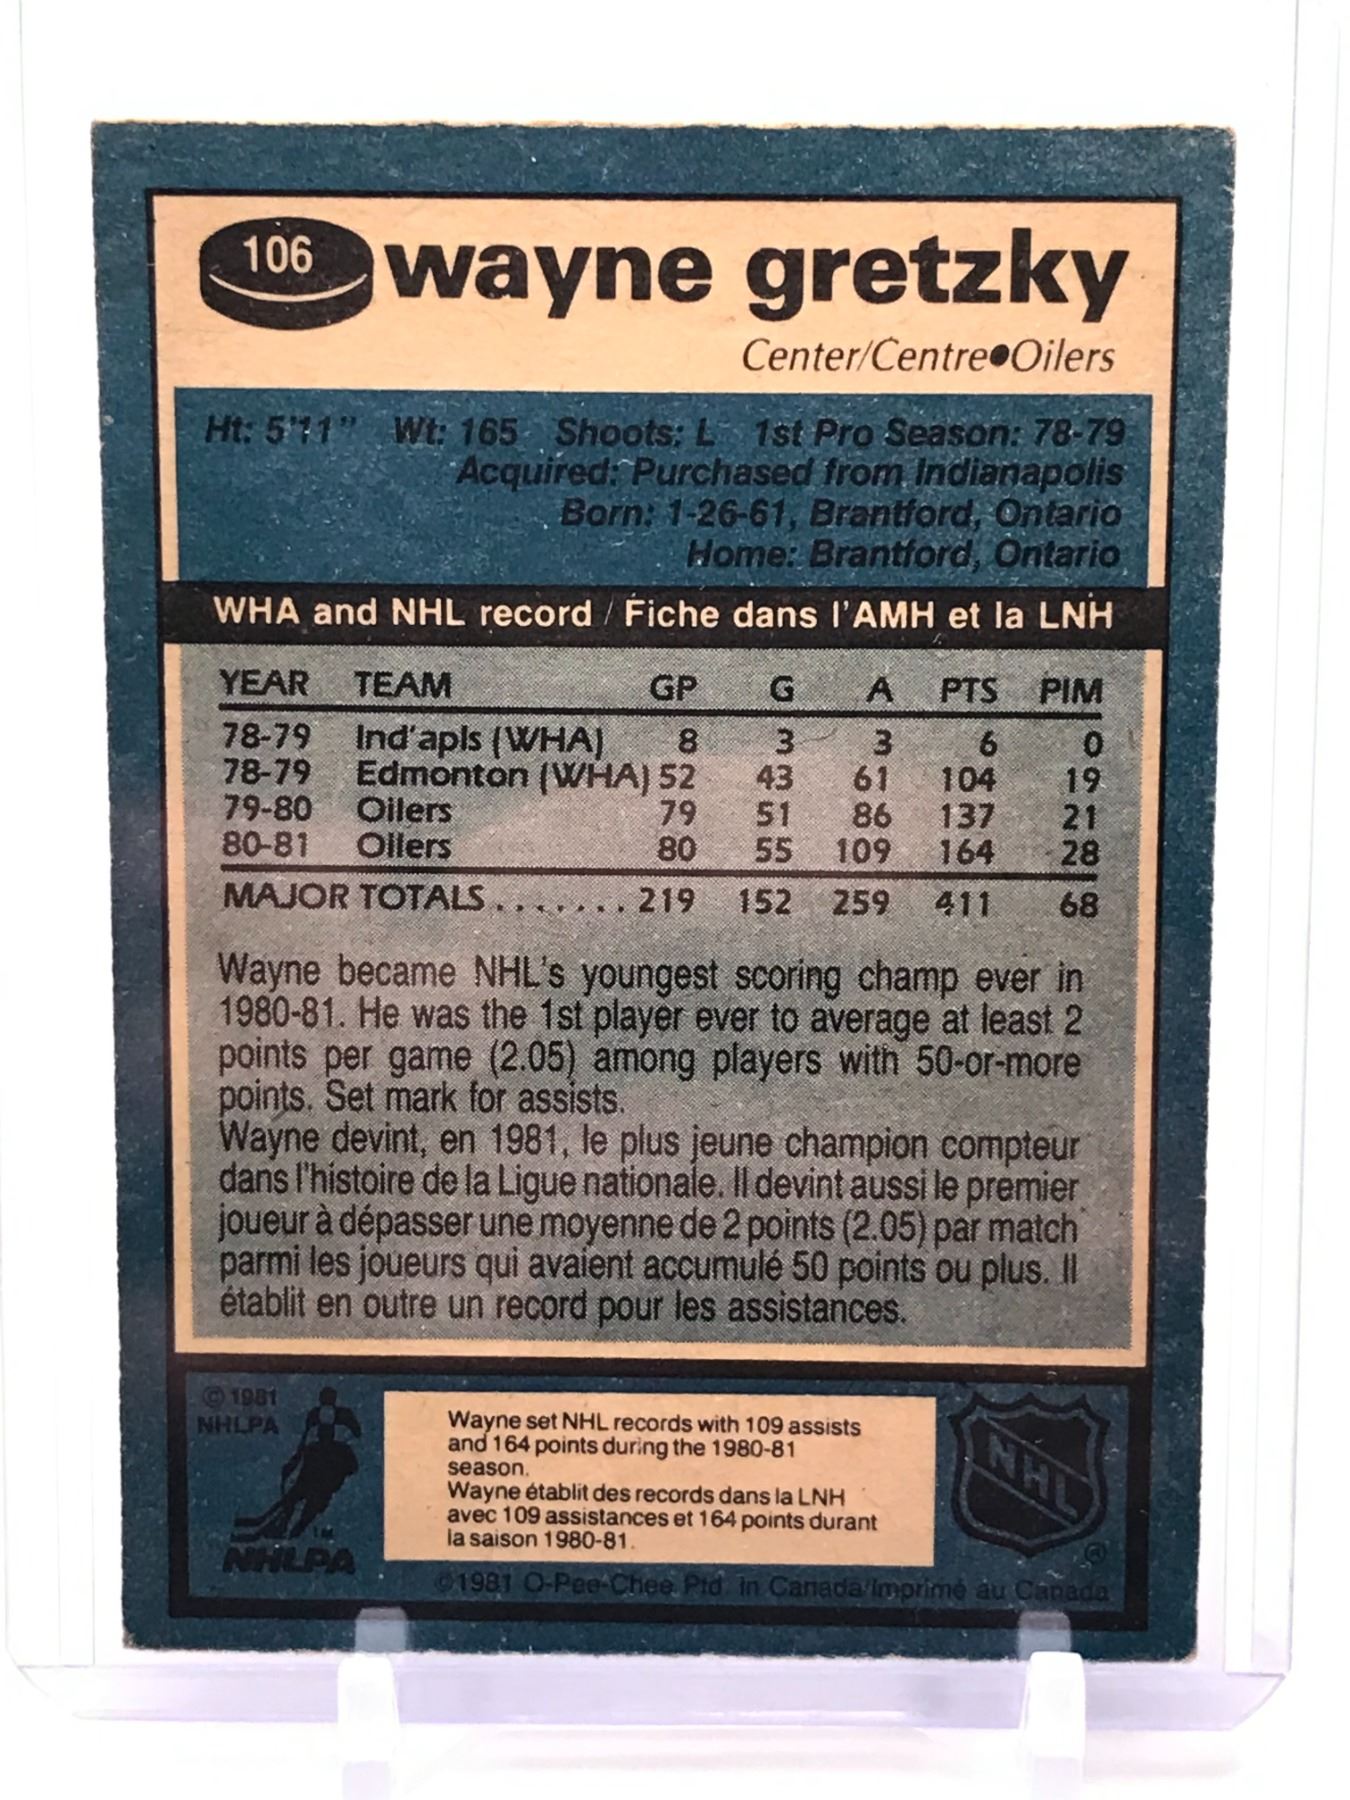 106 wayne gretzky
Center/Centre●Oilers
Ht: 5'11" Wt: 165 Shoots: L 1st Pro Season: 78-79
Acquired: Purchased from Indianapolis
Born: 1-26-61, Brantford, Ontario
Home: Brantford, Ontario
WHA and NHL record / Fiche dans l'AMH et la LNH
YEAR TEAM GP G A PTS PIM
78-79 Ind'apls (WHA) 8 3 3 6 0
78-79 Edmonton (WHA) 52 43 61 104 19
79-80 Oilers 79 51 86 137 21
80-81 Oilers 80 55 109 164 28
MAJOR TOTALS ....... 219 152 259 411 68
Wayne became NHL's youngest scoring champ ever in
1980-81. He was the 1st player ever to average at least 2
points per game (2.05) among players with 50-or-more
points. Set mark for assists.
Wayne devint, en 1981, le plus jeune champion compteur
dans l'histoire de la Ligue nationale. Il devint aussi le premier
joueur à dépasser une moyenne de 2 points (2.05) par match
parmi les joueurs qui avaient accumulé 50 points ou plus. Il
établit en outre un record pour les assistances.
© 1981
NHLPA
TM
NHLPA
Wayne set NHL records with 109 assists
and 164 points during the 1980-81
season.
Wayne établit des records dans la LNH
avec 109 assistances et 164 points durant
la saison 1980-81.
NHL
®
©1981 O-Pee-Chee Ptd. in Canada/Imprimé au Canada